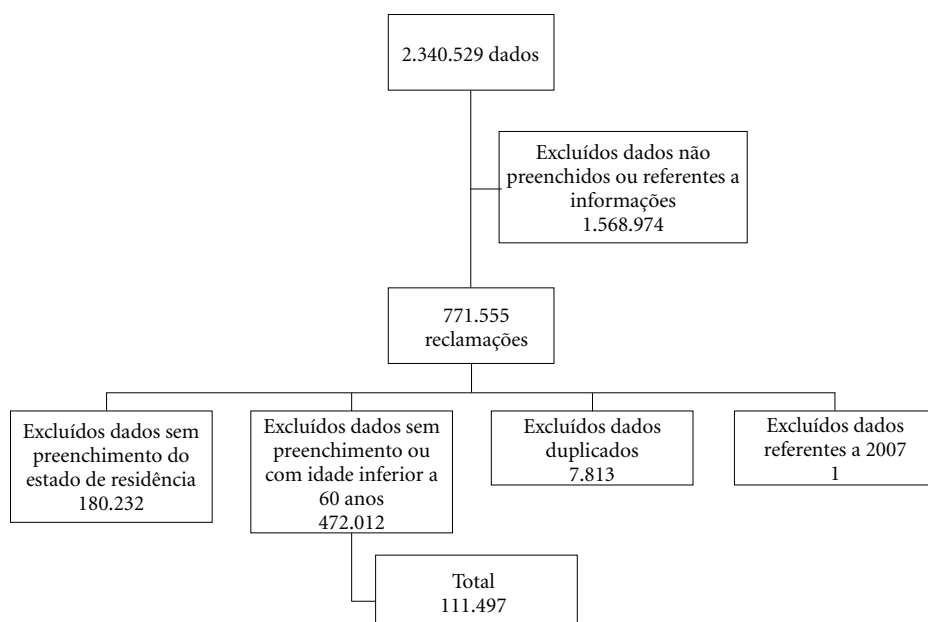 2.340.529 dados
Excluídos dados não
preenchidos ou referentes a
informações
1.568.974
771.555
reclamações
Excluídos dados sem
preenchimento do
estado de residência
180.232
Excluídos dados sem
preenchimento ou
com idade inferior a
60 anos
472.012
Excluídos dados
duplicados
7.813
Excluídos dados
referentes a 2007
1
Total
111.497